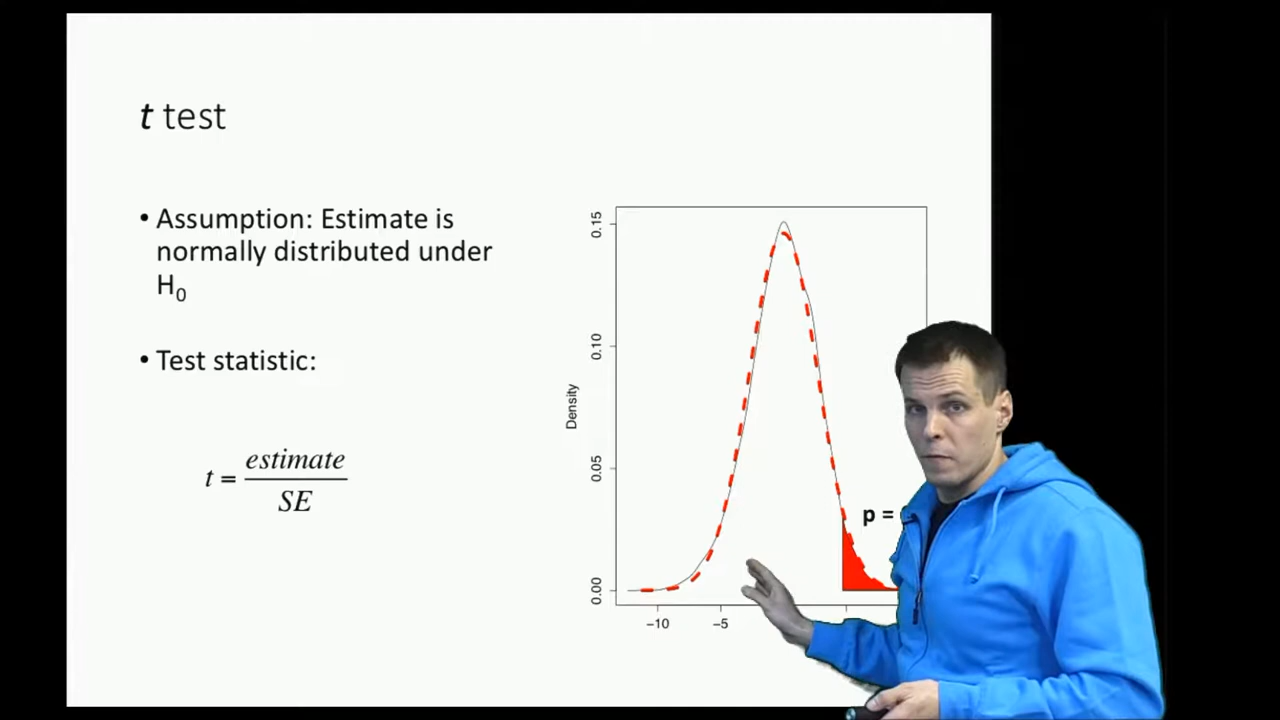 t test
• Assumption: Estimate is
normally distributed under
H₀
• Test statistic:
t = estimate / SE
Density
0.15
0.10
0.05
0.00
p =
−10
−5